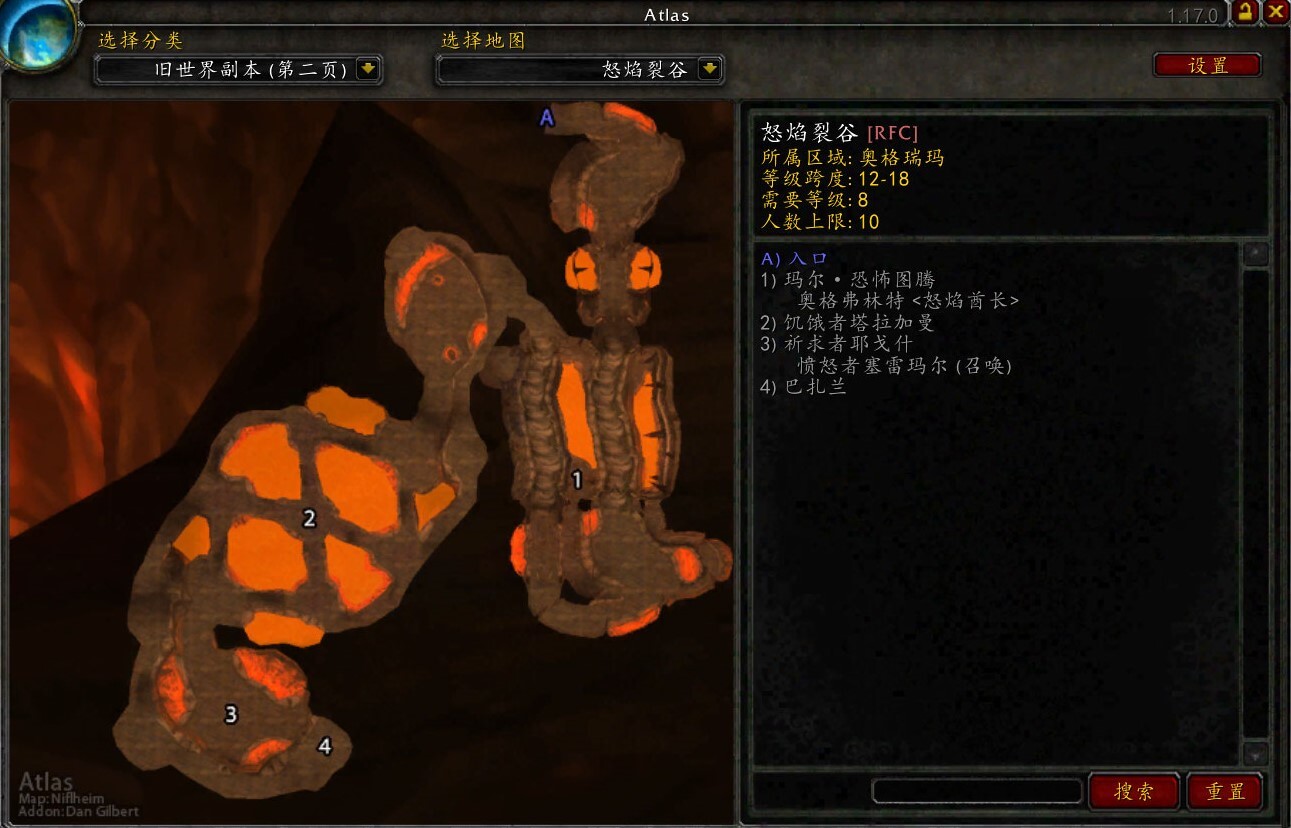 Atlas
1.17.0
选择分类
选择地图
旧世界副本 (第二页)
怒焰裂谷
设置
A
1
2
3
4
Atlas
Map:Niflheim
Addon:Dan Gilbert
怒焰裂谷 [RFC]
所属区域: 奥格瑞玛
等级跨度: 12-18
需要等级: 8
人数上限: 10
A) 入口
1) 玛尔·恐怖图腾
奥格弗林特 <怒焰酋长>
2) 饥饿者塔拉加曼
3) 祈求者耶戈什
愤怒者塞雷玛尔 (召唤)
4) 巴扎兰
搜索
重置